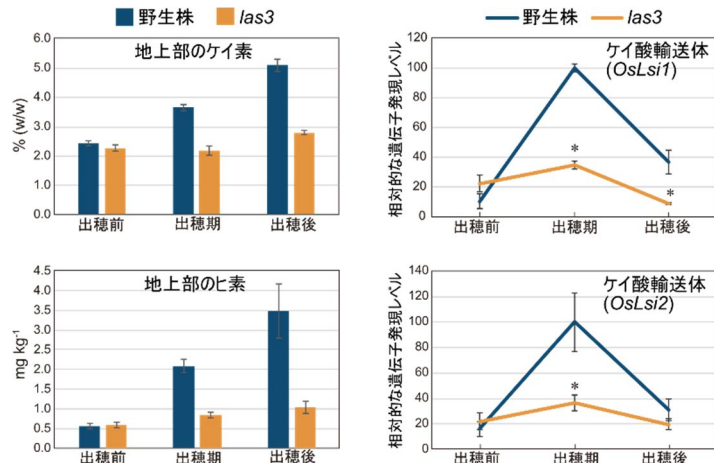 野生株 las3
地上部のケイ素
% (w/w)
6.0
5.0
4.0
3.0
2.0
1.0
0.0
出穂前 出穂期 出穂後
野生株 las3
ケイ酸輸送体
(OsLsi1)
相対的な遺伝子発現レベル
120
100
80
60
40
20
0
*
*
出穂前 出穂期 出穂後
地上部のヒ素
mg kg-1
4.5
4.0
3.5
3.0
2.5
2.0
1.5
1.0
0.5
0.0
出穂前 出穂期 出穂後
ケイ酸輸送体
(OsLsi2)
相対的な遺伝子発現レベル
140
120
100
80
60
40
20
0
*
出穂前 出穂期 出穂後